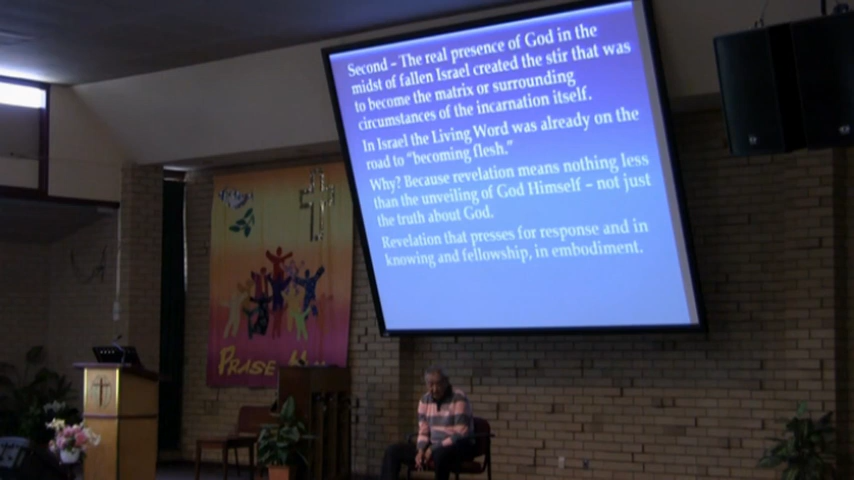 Second – The real presence of God in the
midst of fallen Israel created the stir that was
to become the matrix or surrounding
circumstances of the incarnation itself.
In Israel the Living Word was already on the
road to “becoming flesh.”
Why? Because revelation means nothing less
than the unveiling of God Himself – not just
the truth about God.
Revelation that presses for response and in
knowing and fellowship, in embodiment.
PRAISE